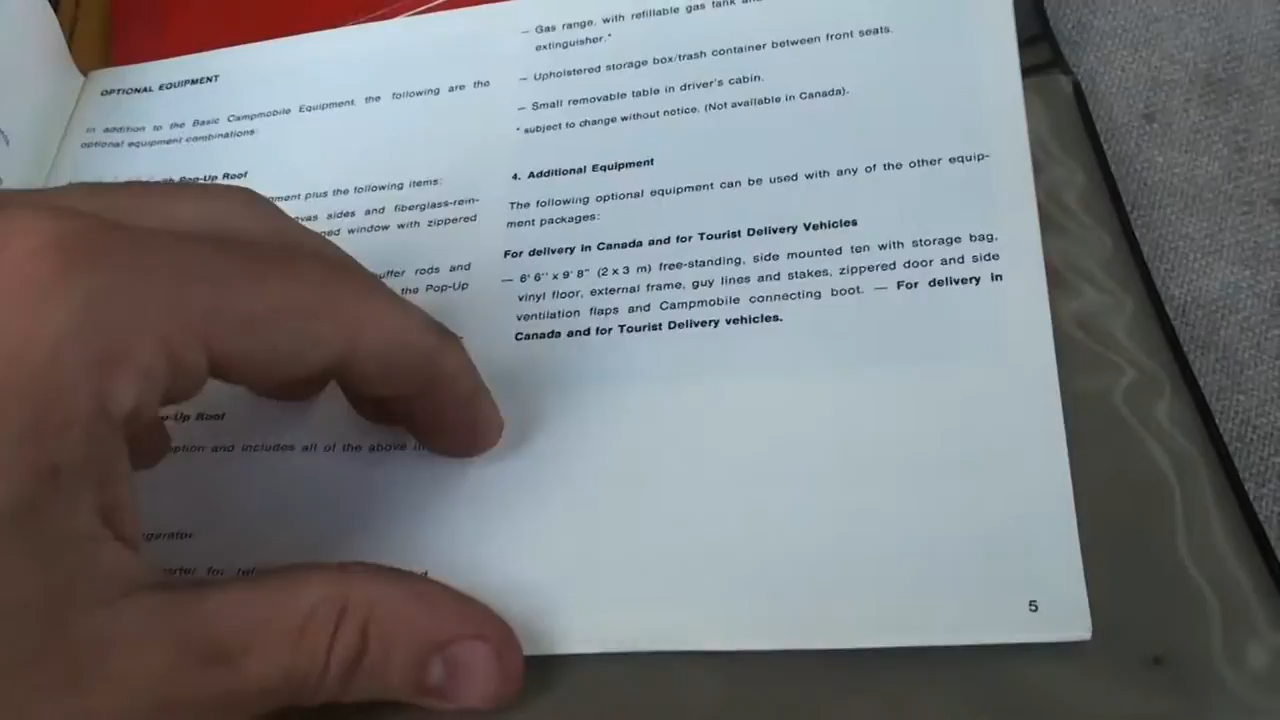 OPTIONAL EQUIPMENT
In addition to the Basic Campmobile Equipment the following are the
optional equipment combinations
Pop-Up Roof
plus the following items:
sides and fiberglass-rein-
window with zippered
rods and
the Pop-Up
Roof
and includes all of the above
for
— Gas range, with refillable gas tank
extinguisher.*
— Upholstered storage box/trash container between front seats.
— Small removable table in driver's cabin.
* subject to change without notice. (Not available in Canada).
4. Additional Equipment
The following optional equipment can be used with any of the other equip-
ment packages:
For delivery in Canada and for Tourist Delivery Vehicles
— 6' 6'' x 9' 8'' (2 x 3 m) free-standing, side mounted ten with storage bag,
vinyl floor, external frame, guy lines and stakes, zippered door and side
ventilation flaps and Campmobile connecting boot. — For delivery in
Canada and for Tourist Delivery vehicles.
5